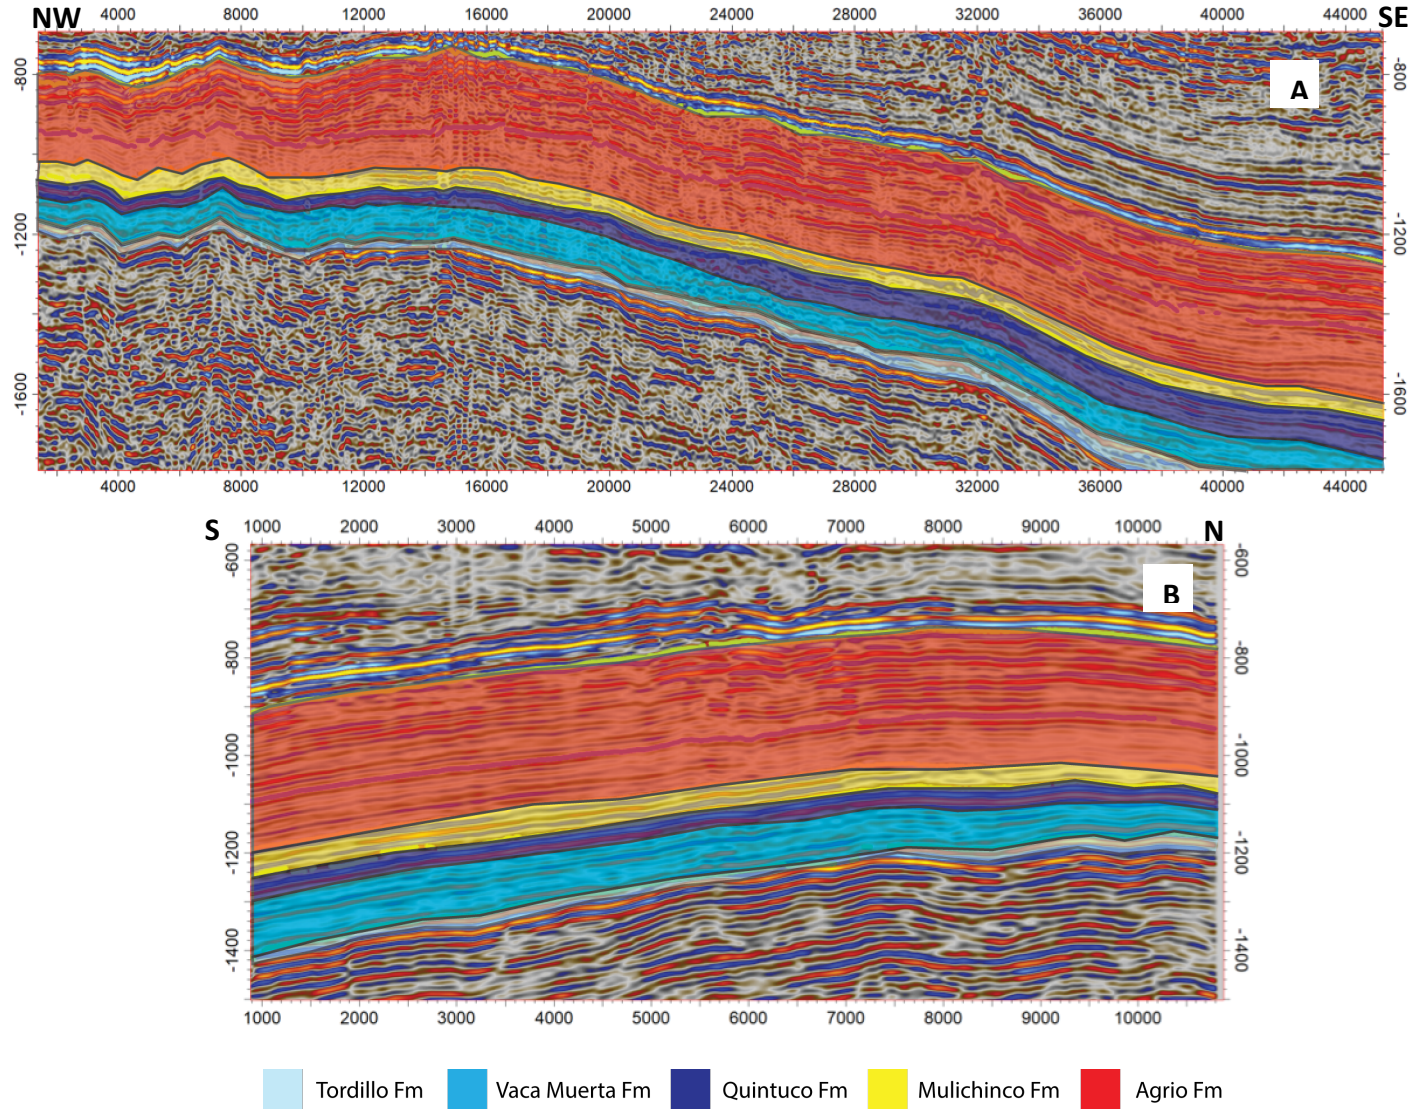 NW 4000 8000 12000 16000 20000 24000 28000 32000 36000 40000 44000 SE
-800 -800
A
-1200 -1200
-1600 -1600
4000 8000 12000 16000 20000 24000 28000 32000 36000 40000 44000
S 1000 2000 3000 4000 5000 6000 7000 8000 9000 10000 N
-600 -600
B
-800 -800
-1000 -1000
-1200 -1200
-1400 -1400
1000 2000 3000 4000 5000 6000 7000 8000 9000 10000
Tordillo Fm Vaca Muerta Fm Quintuco Fm Mulichinco Fm Agrio Fm